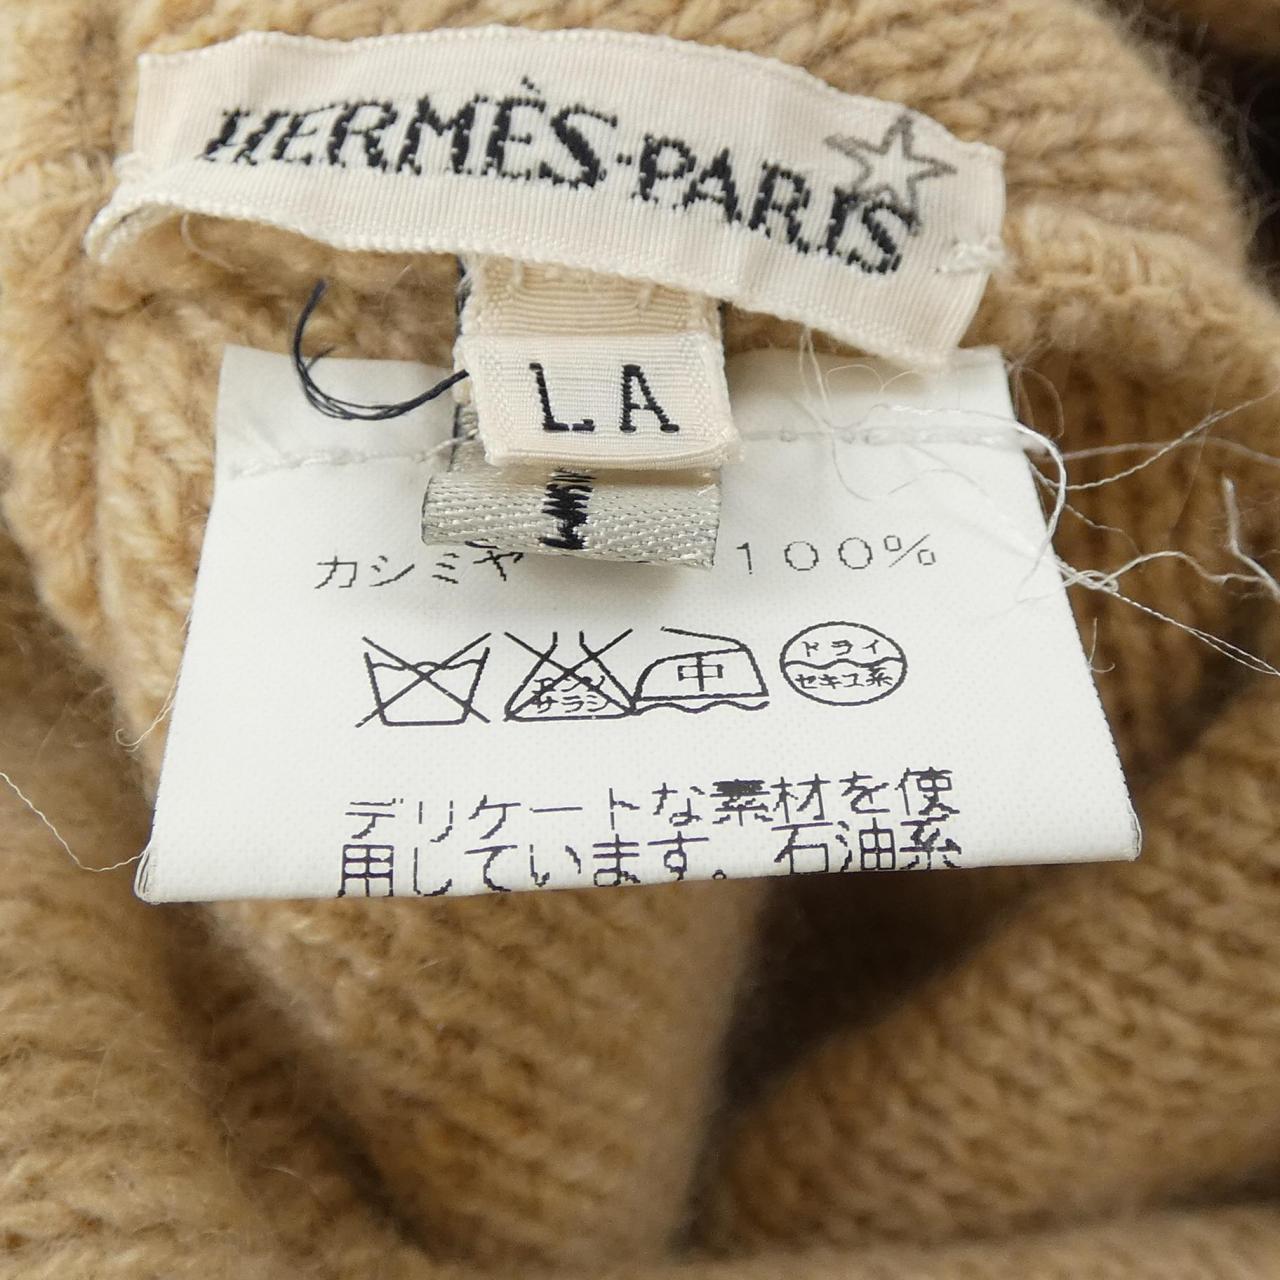 HERMÈS-PARIS
LA
カシミヤ 100%
エンソ
サラシ
中
ドライ
セキユ系
デリケートな素材を使
用しています。石油系